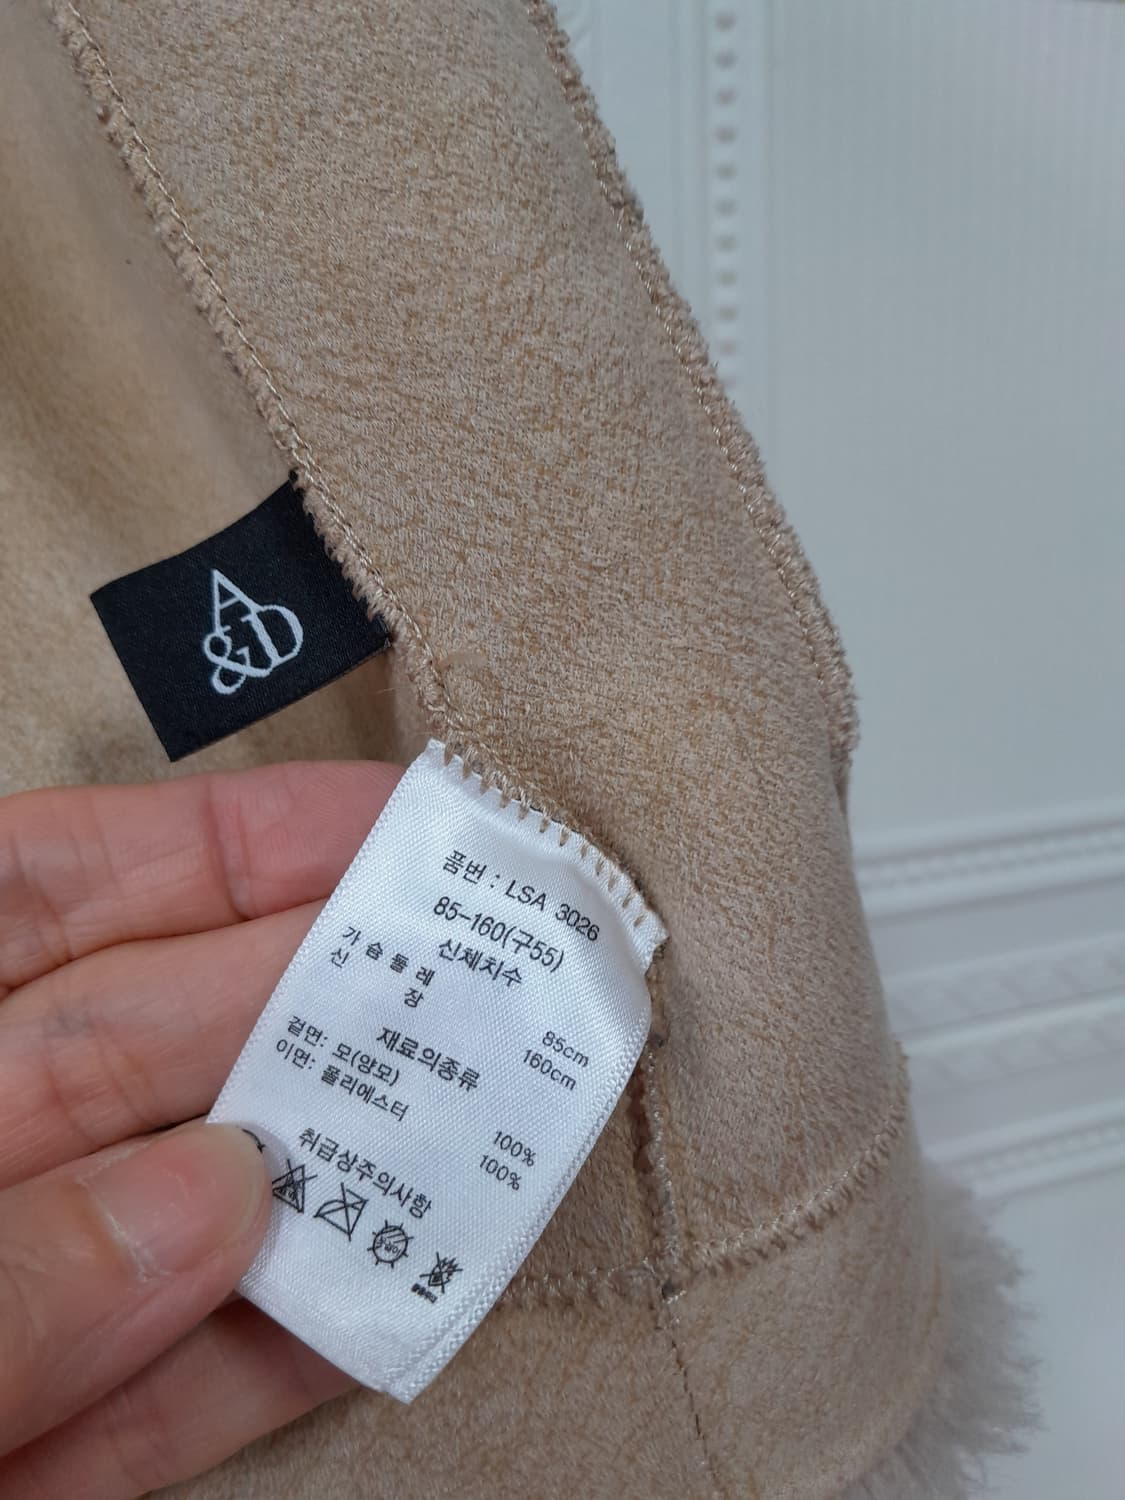 A
&D
품번 : LSA 3026
85-160(구55)
신체치수
가슴둘레 85cm
신 장 160cm
재료의종류
겉면: 모(양모) 100%
이면: 폴리에스터 100%
취급상주의사항